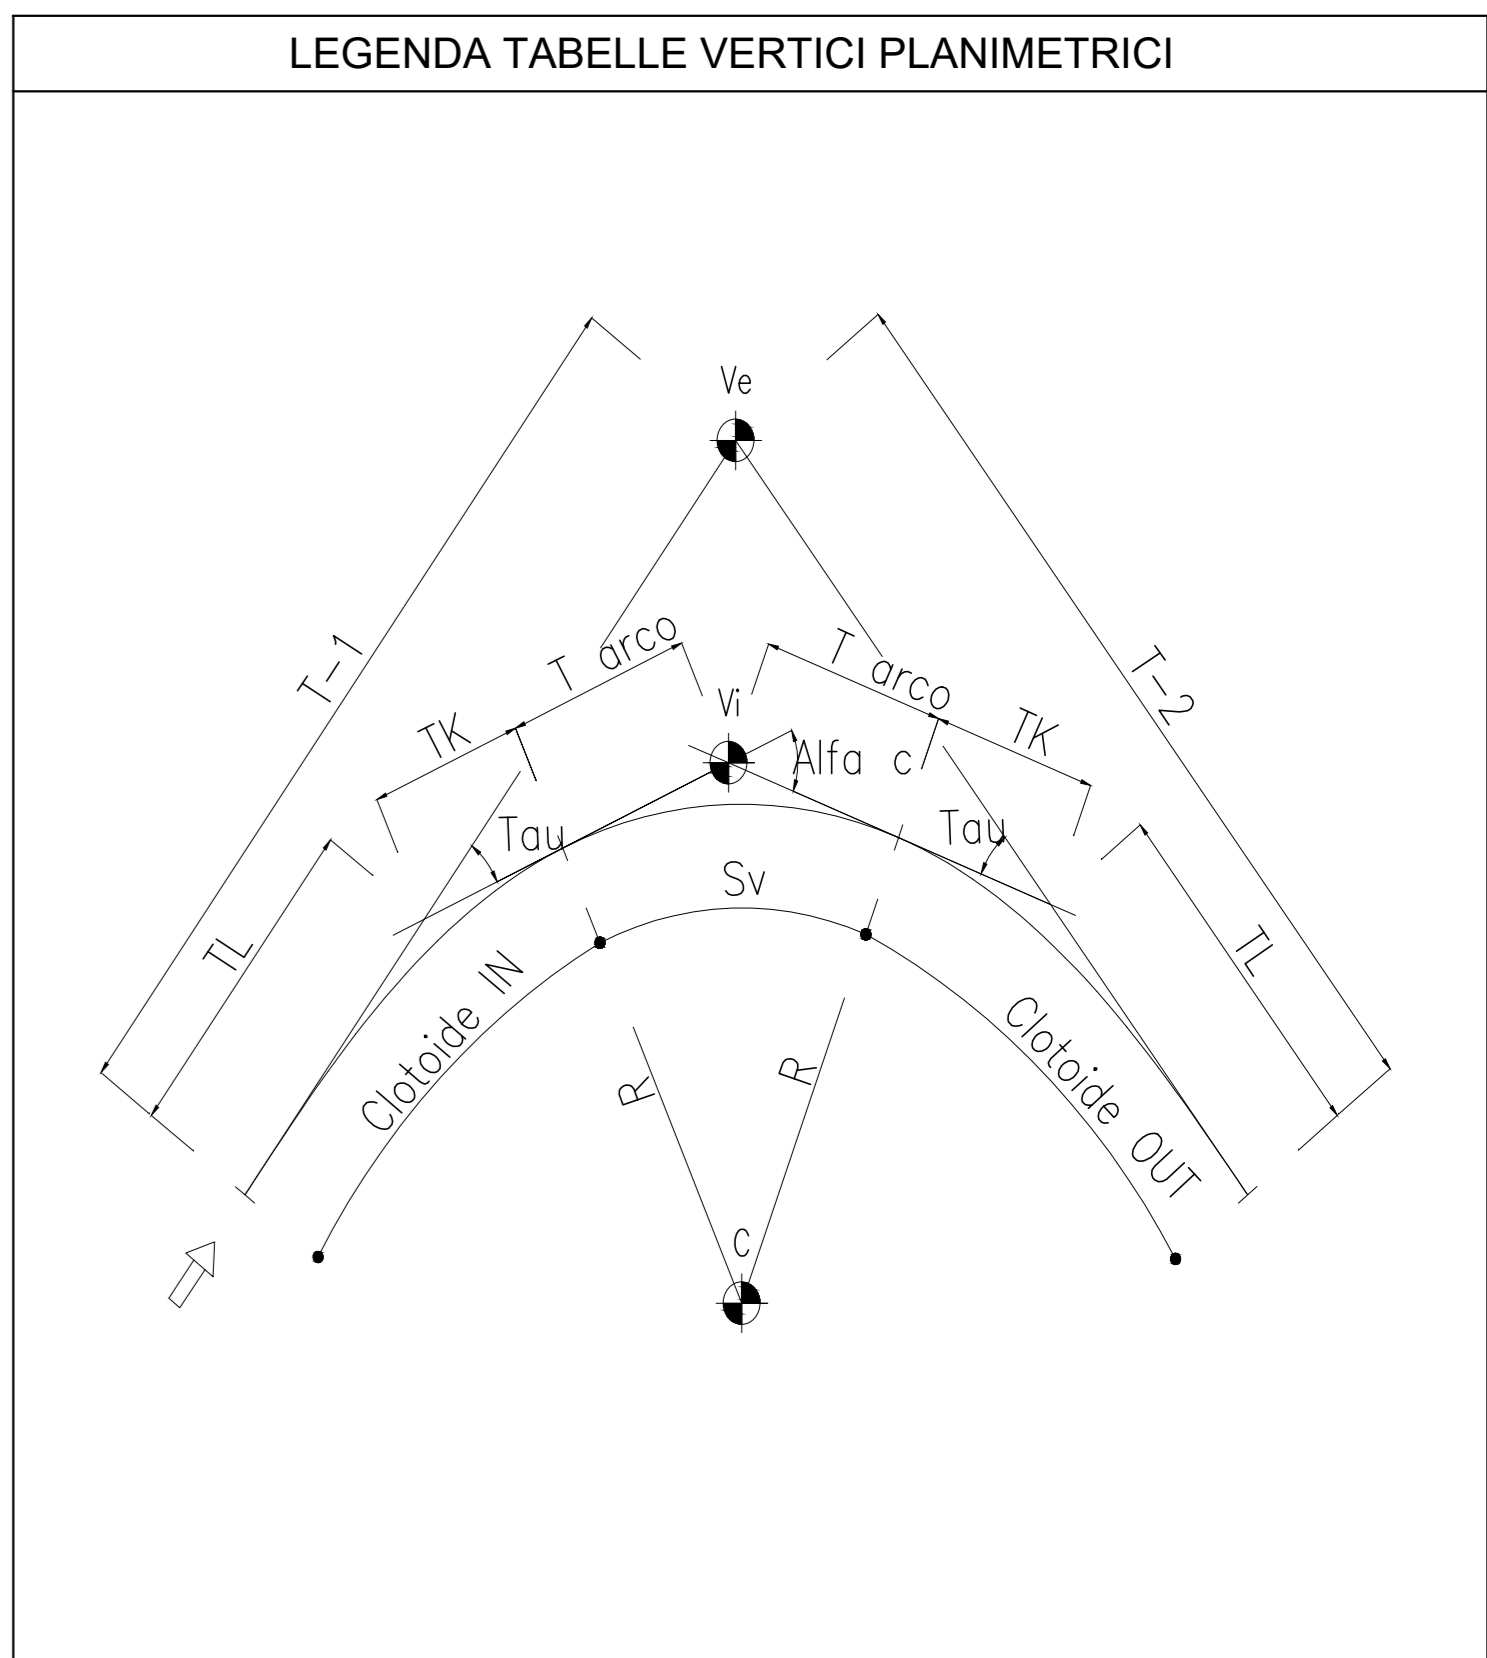 LEGENDA TABELLE VERTICI PLANIMETRICI
Ve
T-1
T-2
T arco
T arco
TK
TK
Vi
Alfa c
Tau
Tau
Sv
TL
TL
Clotoide IN
Clotoide OUT
R
R
C